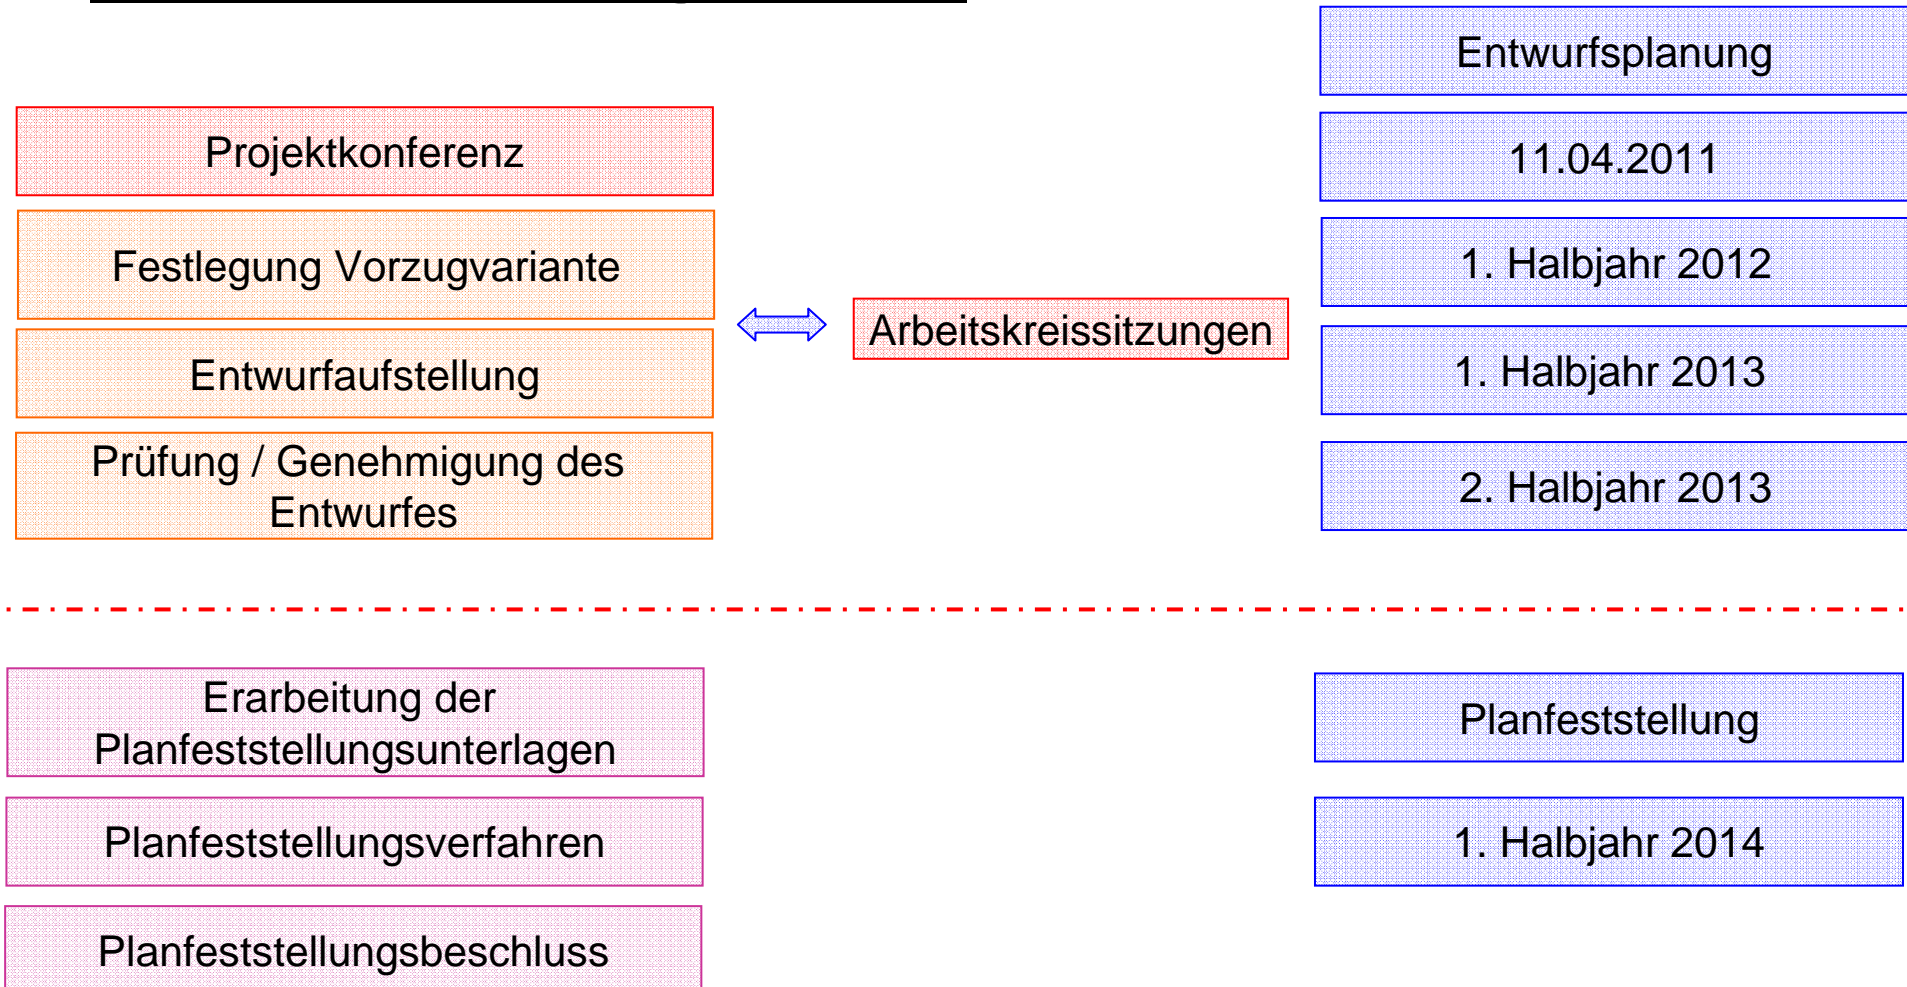 Entwurfsplanung
Projektkonferenz
11.04.2011
Festlegung Vorzugvariante
1. Halbjahr 2012
Arbeitskreissitzungen
Entwurfaufstellung
1. Halbjahr 2013
Prüfung / Genehmigung des
Entwurfes
2. Halbjahr 2013
Erarbeitung der
Planfeststellungsunterlagen
Planfeststellung
Planfeststellungsverfahren
1. Halbjahr 2014
Planfeststellungsbeschluss